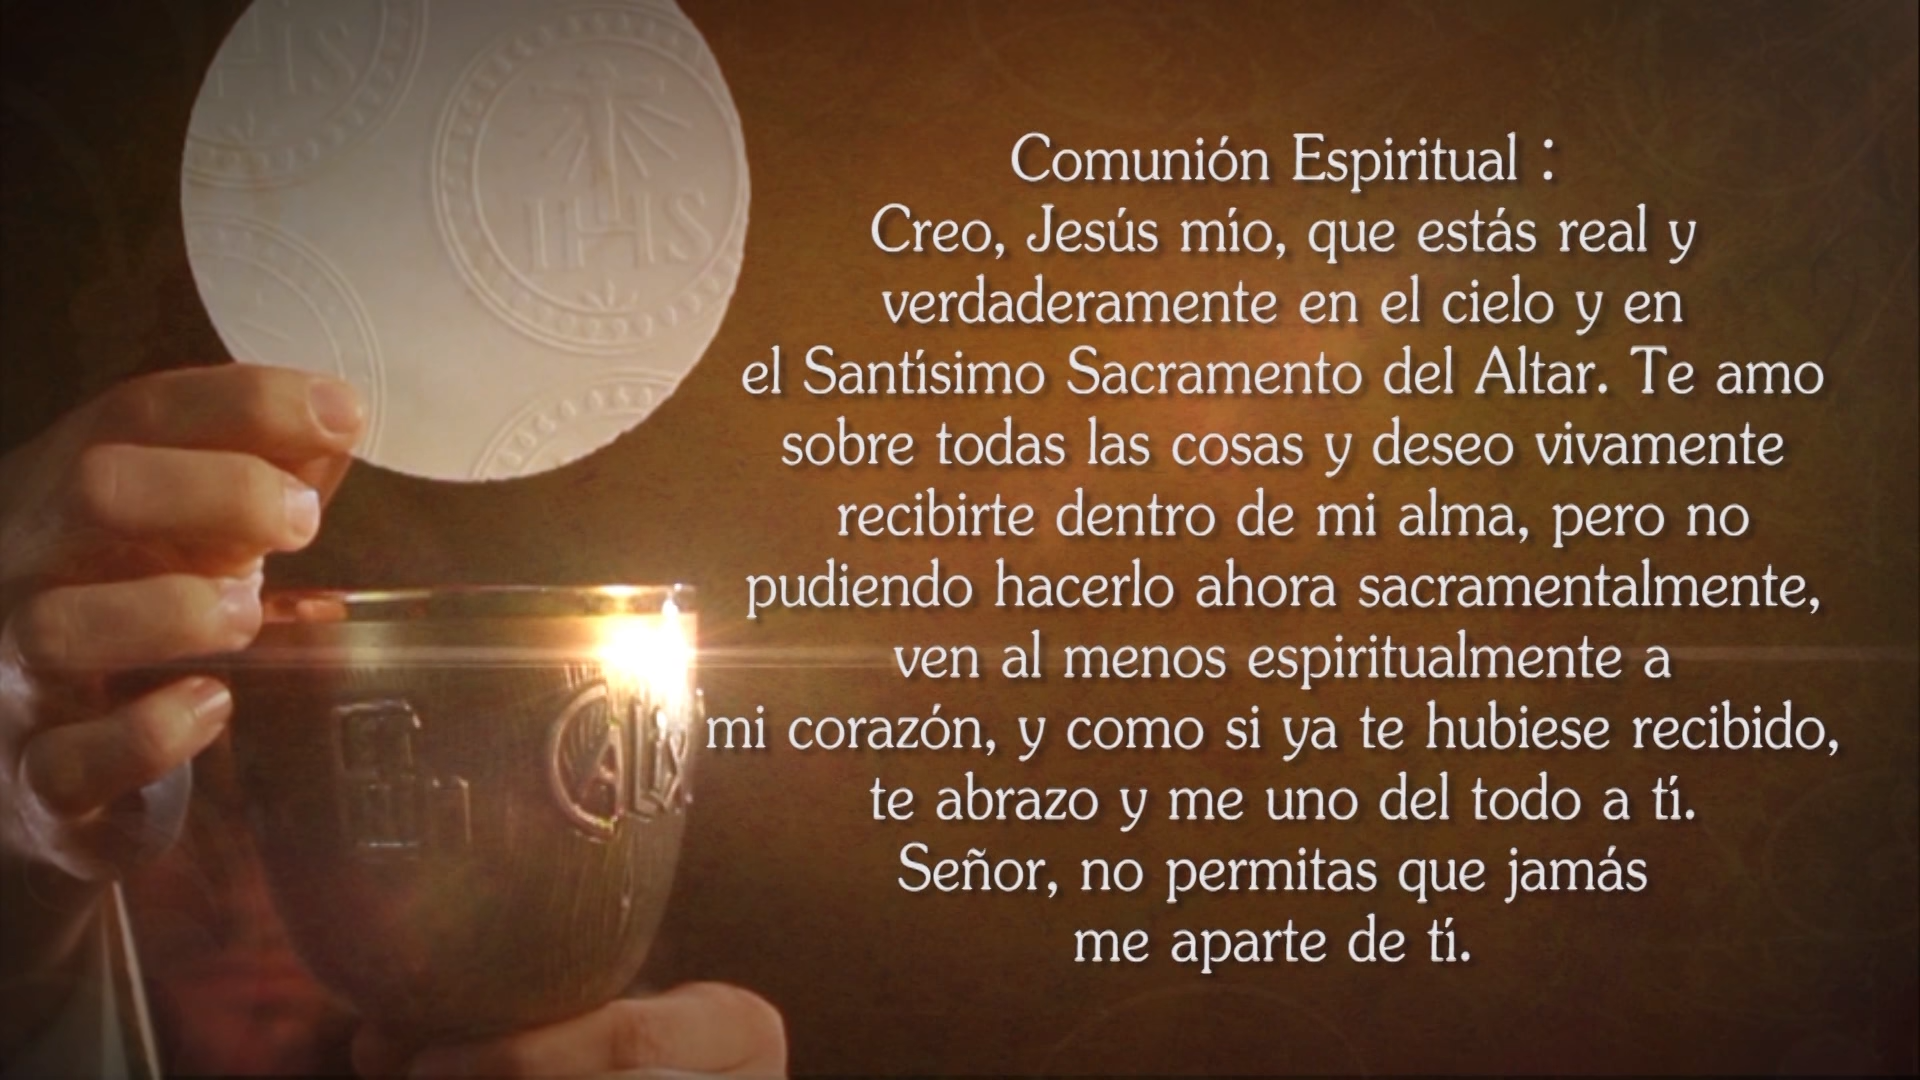 IHS
Comunión Espiritual :
Creo, Jesús mío, que estás real y
verdaderamente en el cielo y en
el Santísimo Sacramento del Altar. Te amo
sobre todas las cosas y deseo vivamente
recibirte dentro de mi alma, pero no
pudiendo hacerlo ahora sacramentalmente,
ven al menos espiritualmente a
mi corazón, y como si ya te hubiese recibido,
te abrazo y me uno del todo a tí.
Señor, no permitas que jamás
me aparte de tí.